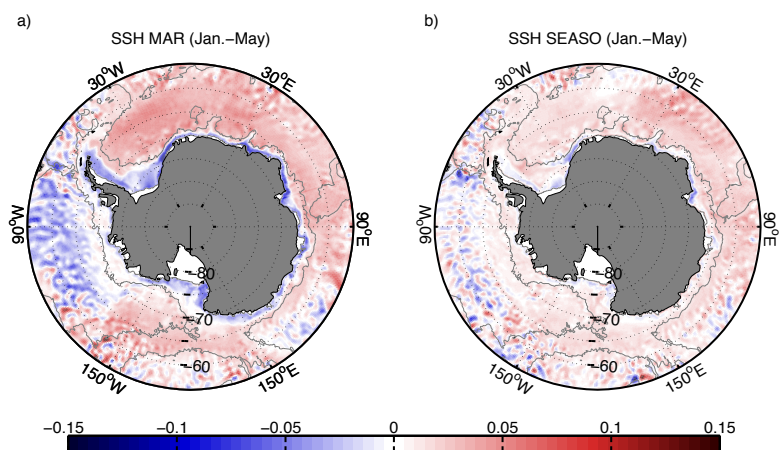 a)
b)
SSH MAR (Jan.−May)
SSH SEASO (Jan.−May)
30°W
30°E
30°W
30°E
90°W
90°E
90°W
90°E
−80
−80
−70
−70
−60
−60
150°W
150°E
150°W
150°E
−0.15
−0.1
−0.05
0
0.05
0.1
0.15